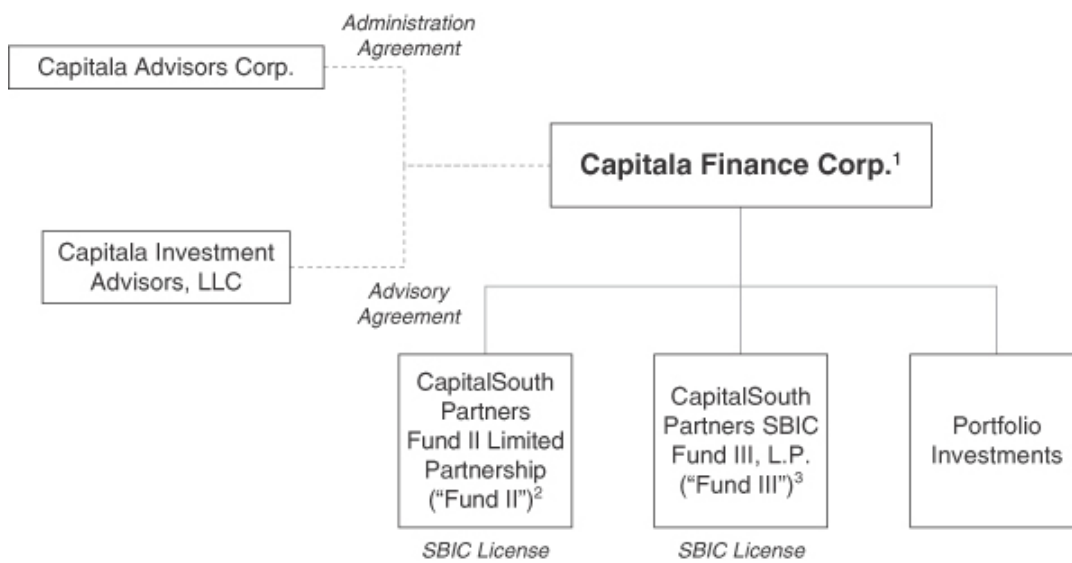 Administration
Agreement
Capitala Advisors Corp.
Capitala Finance Corp.¹
Capitala Investment
Advisors, LLC
Advisory
Agreement
CapitalSouth
Partners
Fund II Limited
Partnership
(“Fund II”)²
SBIC License
CapitalSouth
Partners SBIC
Fund III, L.P.
(“Fund III”)³
SBIC License
Portfolio
Investments